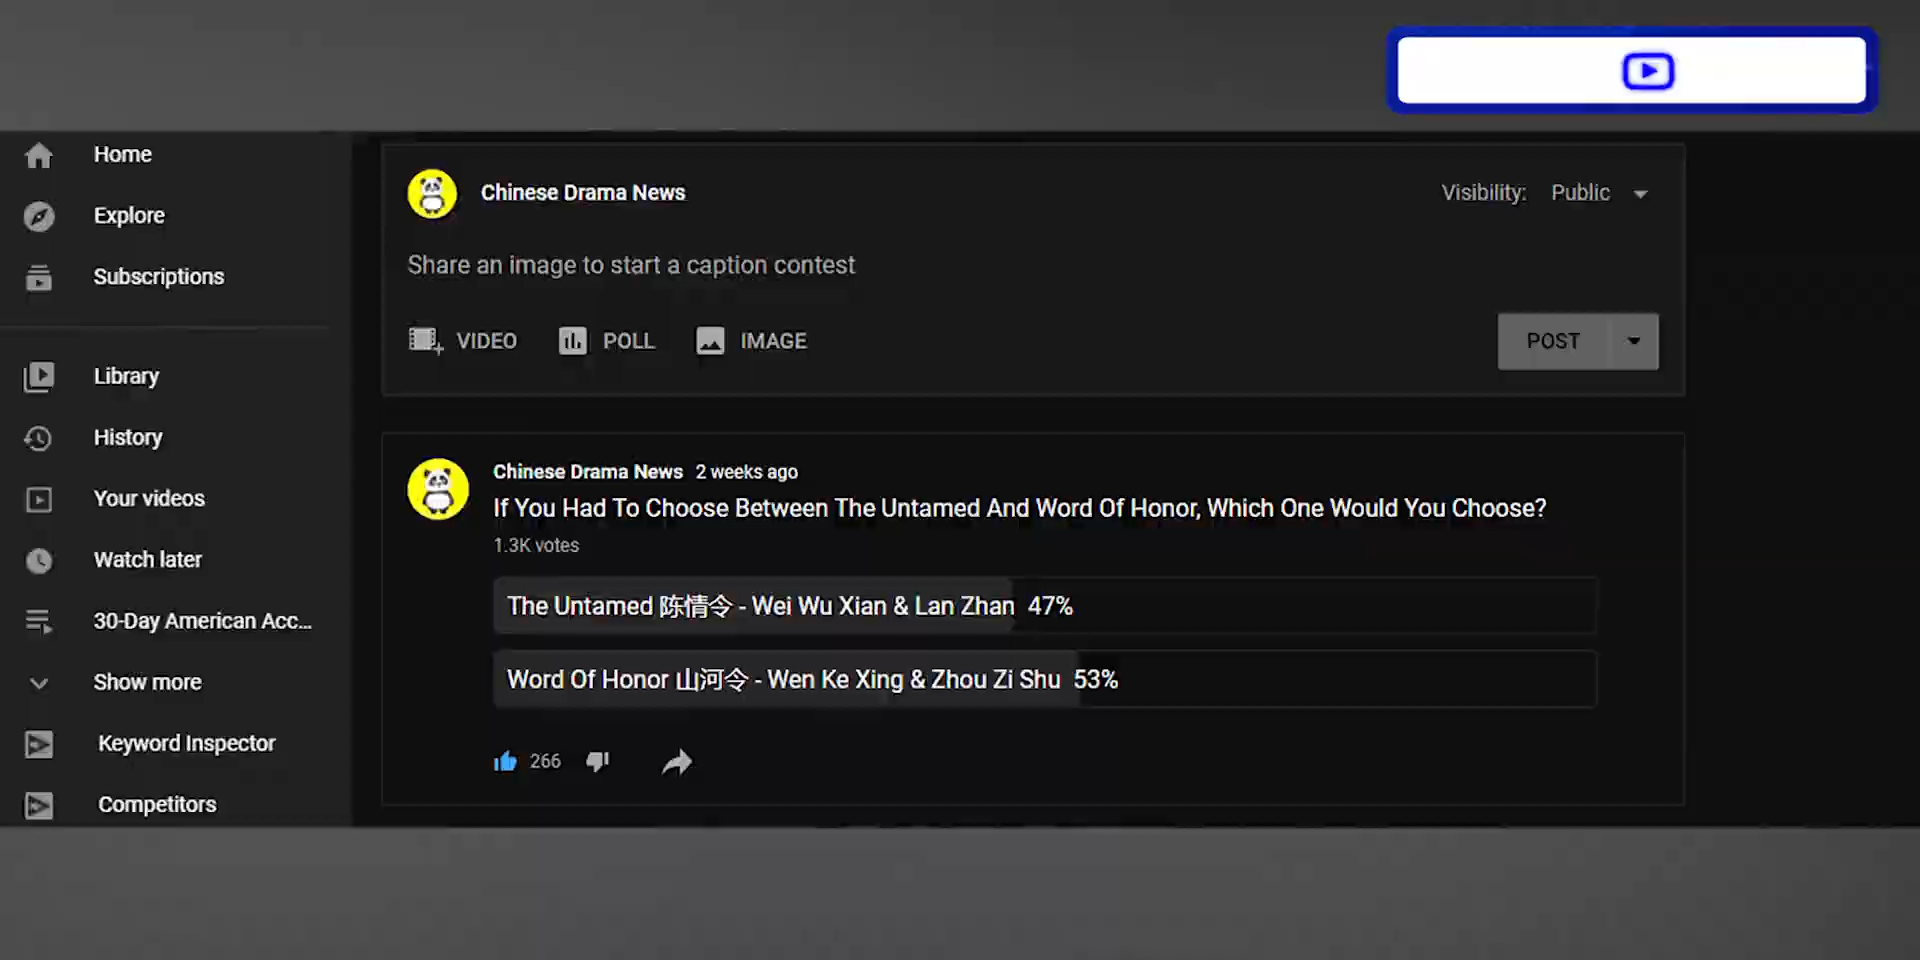 Home
Explore
Subscriptions
Library
History
Your videos
Watch later
30-Day American Acc...
Show more
Keyword Inspector
Competitors
Chinese Drama News
Visibility: Public
Share an image to start a caption contest
VIDEO POLL IMAGE
POST
Chinese Drama News 2 weeks ago
If You Had To Choose Between The Untamed And Word Of Honor, Which One Would You Choose?
1.3K votes
The Untamed 陈情令 - Wei Wu Xian & Lan Zhan 47%
Word Of Honor 山河令 - Wen Ke Xing & Zhou Zi Shu 53%
266